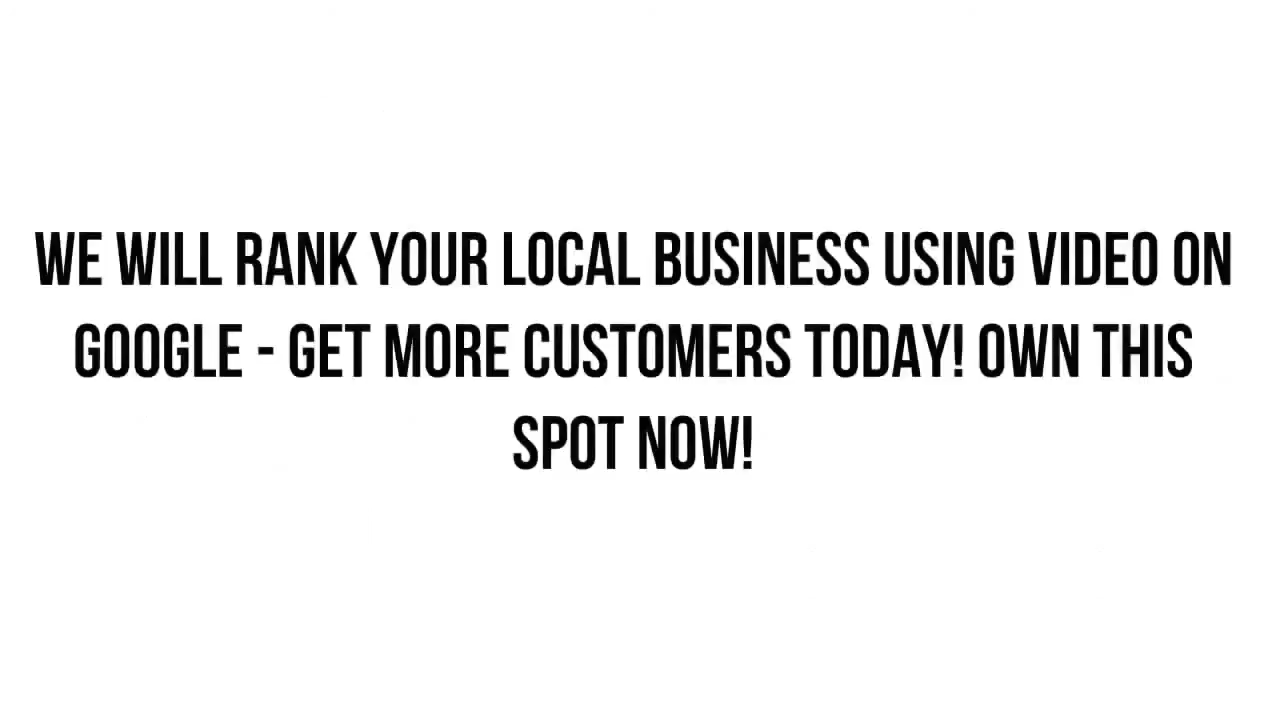 WE WILL RANK YOUR LOCAL BUSINESS USING VIDEO ON
GOOGLE - GET MORE CUSTOMERS TODAY! OWN THIS
SPOT NOW!